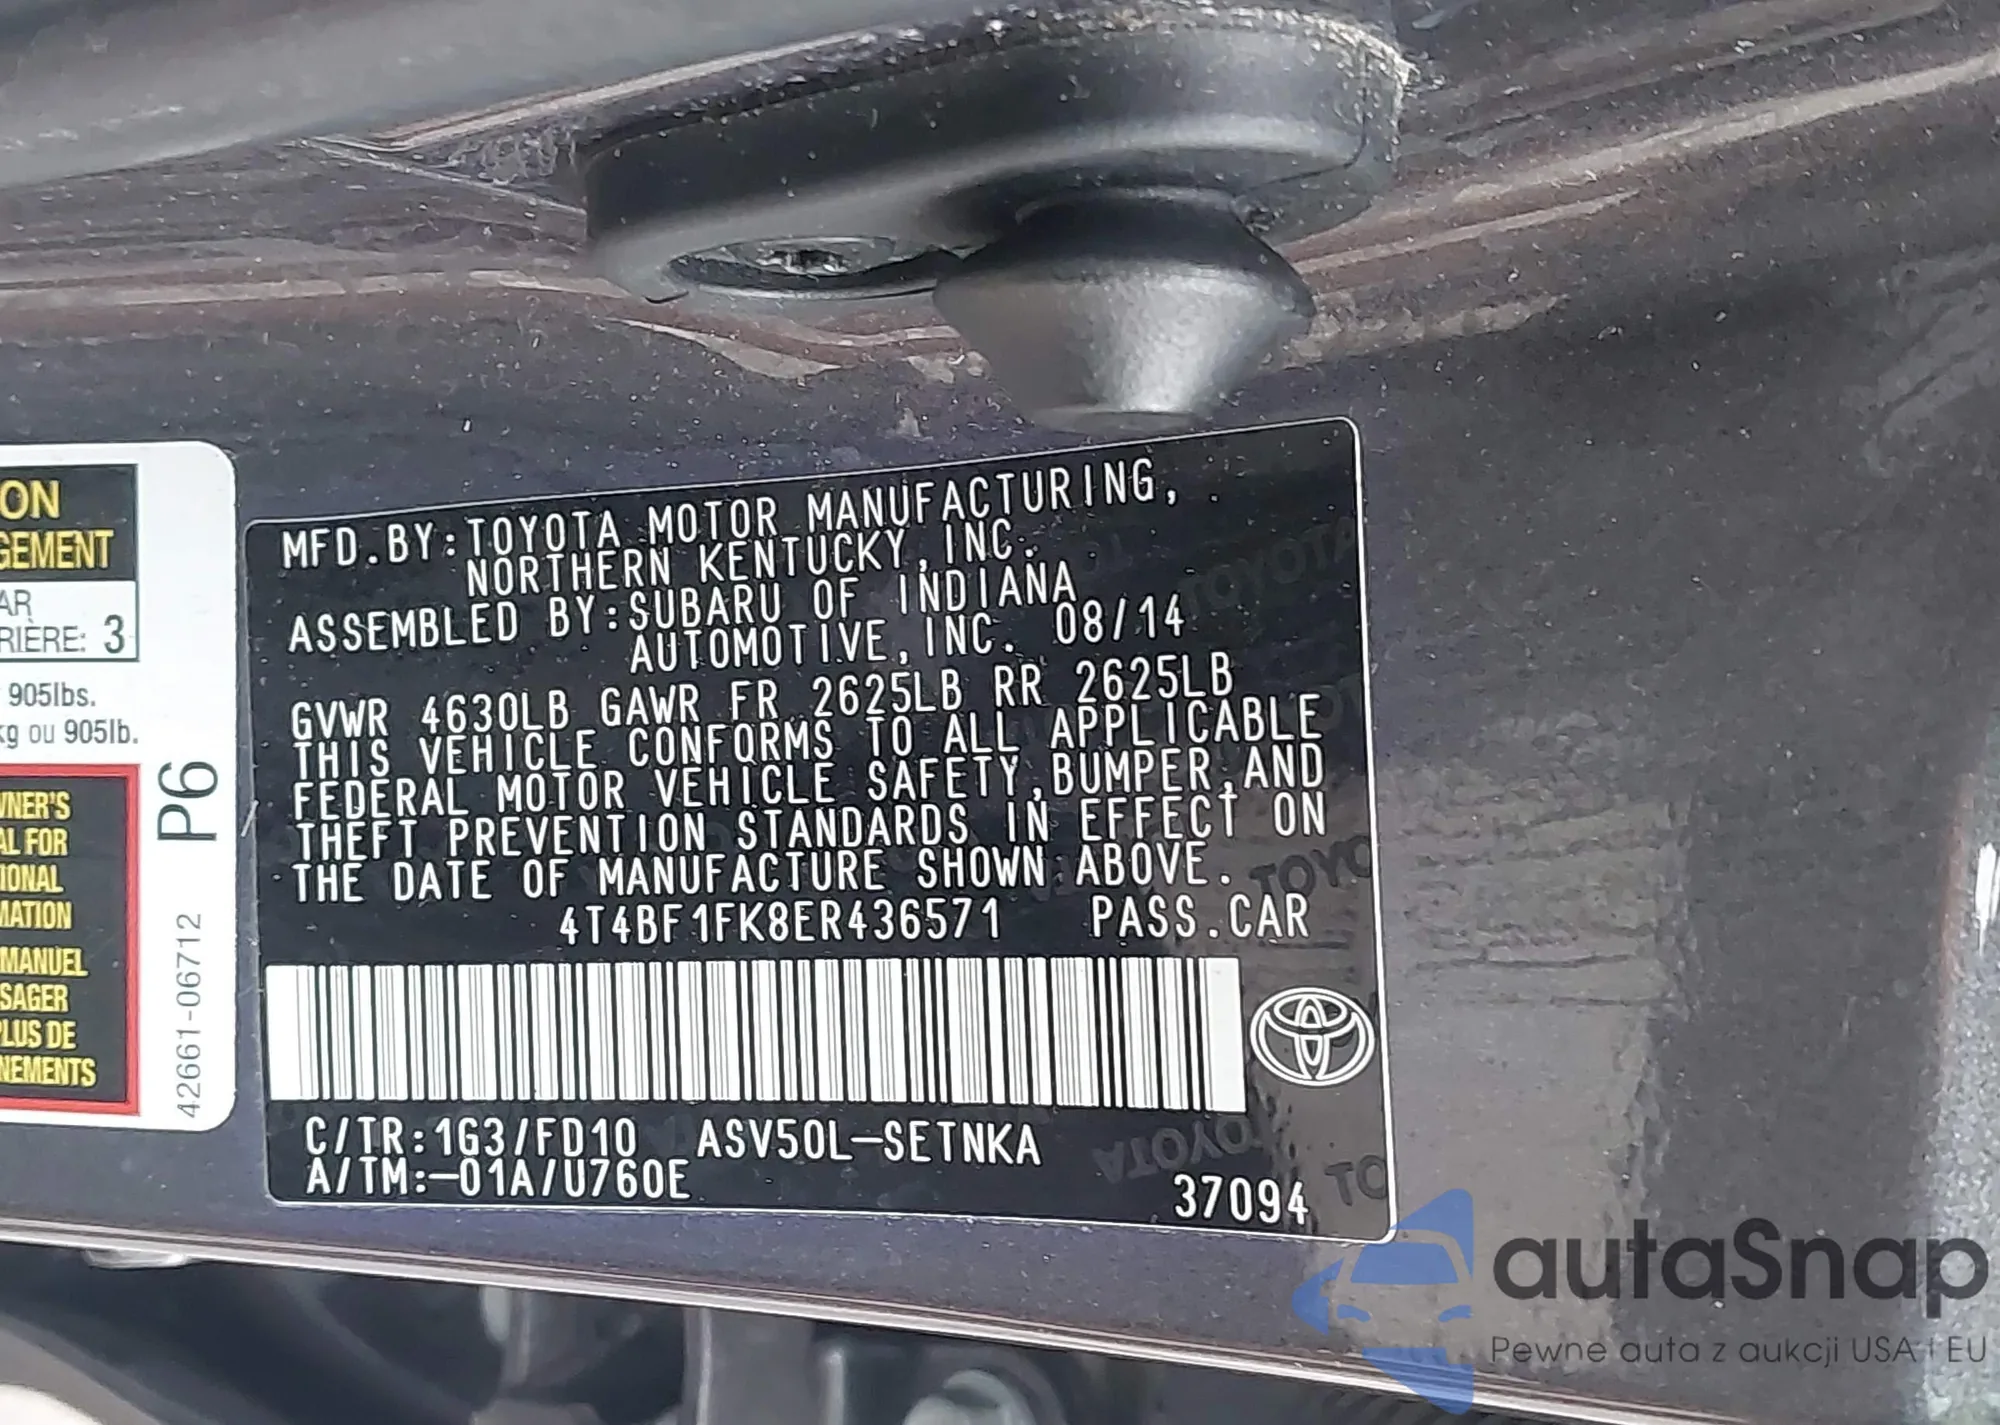 ON
GEMENT
AR
RIÈRE: 3
905lbs.
kg ou 905lb.
WNER'S
AL FOR
IONAL
MATION
MANUEL
SAGER
PLUS DE
NEMENTS
P6
42661-06712
MFD.BY:TOYOTA MOTOR MANUFACTURING,
NORTHERN KENTUCKY,INC.
ASSEMBLED BY:SUBARU OF INDIANA
AUTOMOTIVE,INC. 08/14
GVWR 4630LB GAWR FR 2625LB RR 2625LB
THIS VEHICLE CONFORMS TO ALL APPLICABLE
FEDERAL MOTOR VEHICLE SAFETY,BUMPER,AND
THEFT PREVENTION STANDARDS IN EFFECT ON
THE DATE OF MANUFACTURE SHOWN ABOVE.
4T4BF1FK8ER436571 PASS.CAR
C/TR:1G3/FD10 ASV50L-SETNKA
A/TM:-01A/U760E
37094
autaSnap
Pewne auta z aukcji USA i EU